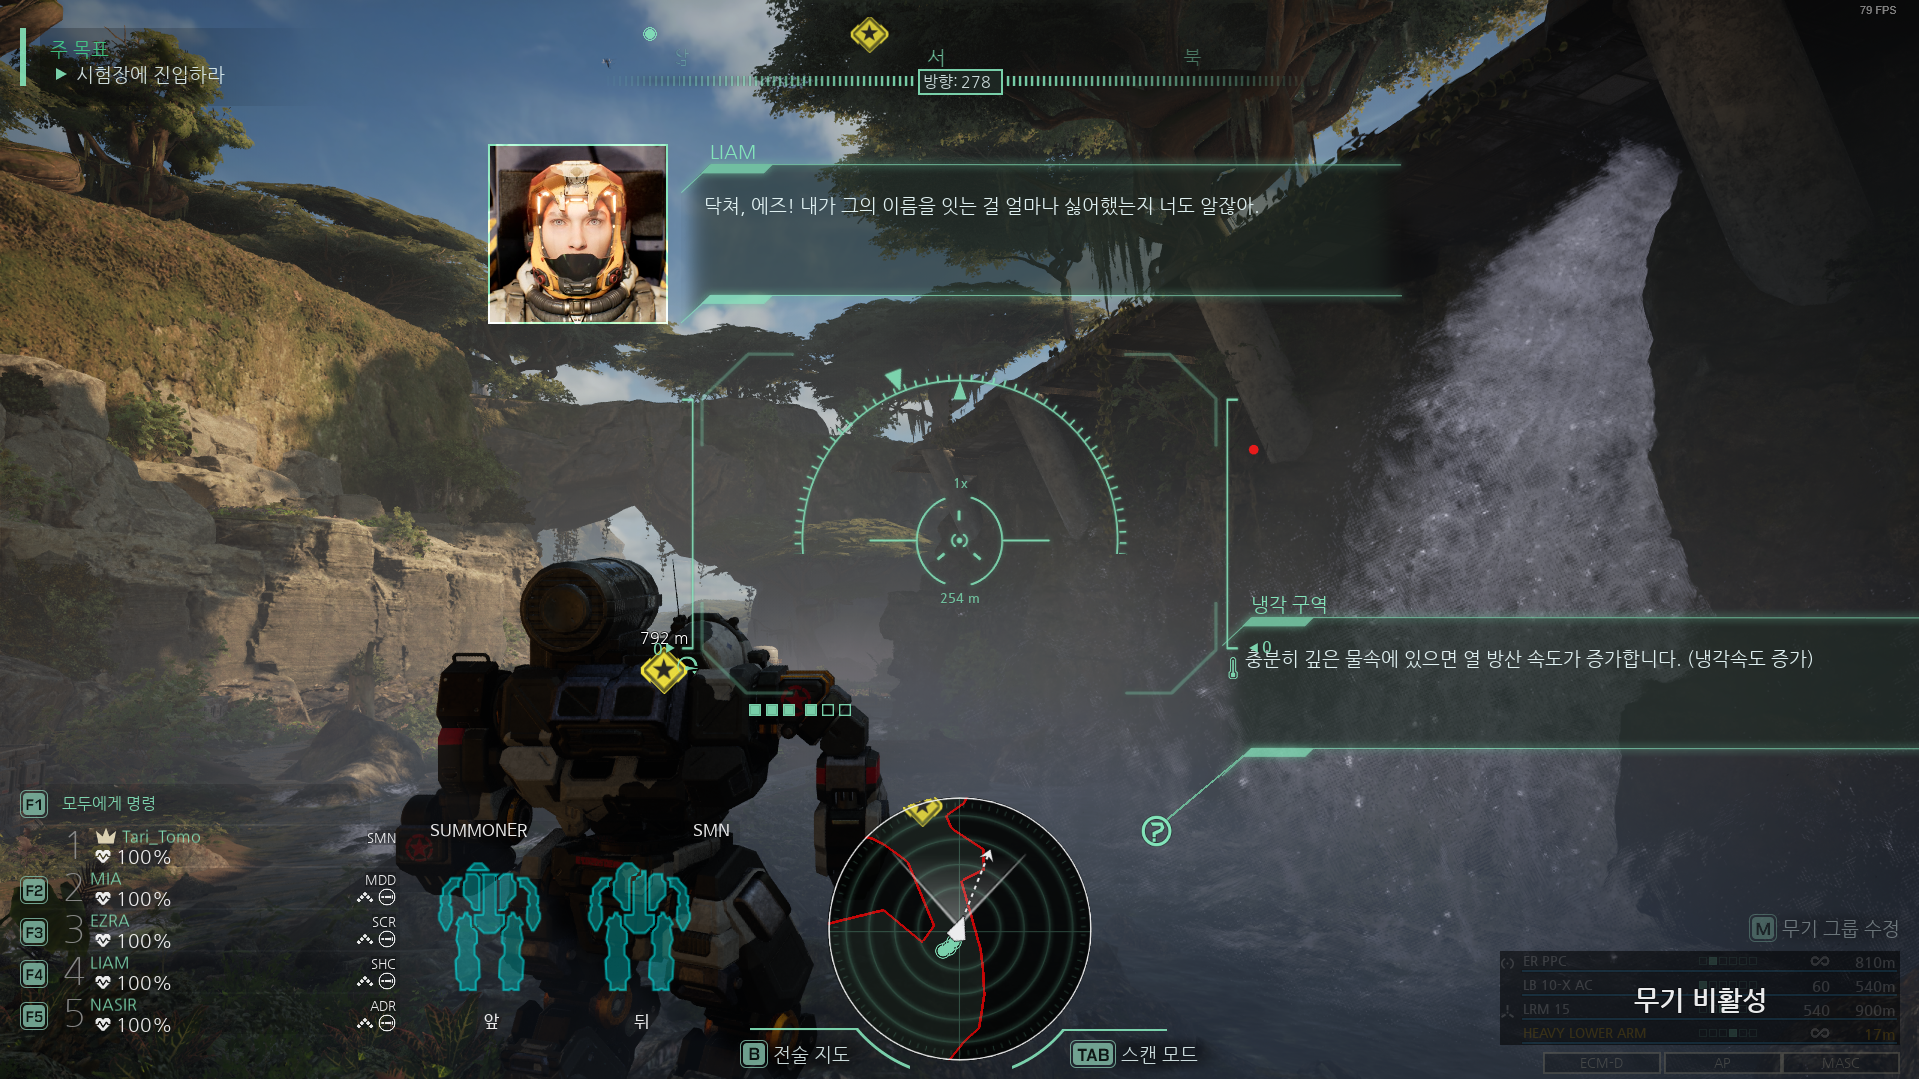 79 FPS
주 목표
시험장에 진입하라
서
북
방향: 278
LIAM
닥쳐, 에즈! 내가 그의 이름을 잇는 걸 얼마나 싫어했는지 너도 알잖아.
1x
254 m
냉각 구역
792 m
0
0
충분히 깊은 물속에 있으면 열 방산 속도가 증가합니다. (냉각속도 증가)
F1 모두에게 명령
1 Tari_Tomo SMN
100%
F2 2 MIA MDD
100%
F3 3 EZRA SCR
100%
F4 4 LIAM SHC
100%
F5 5 NASIR ADR
100%
SUMMONER SMN
앞 뒤
B 전술 지도
TAB 스캔 모드
M 무기 그룹 수정
ER PPC ∞ 810m
LB 10-X AC 60 540m
무기 비활성
LRM 15 540 900m
HEAVY LOWER ARM ∞ 17m
ECM-D AP MASC